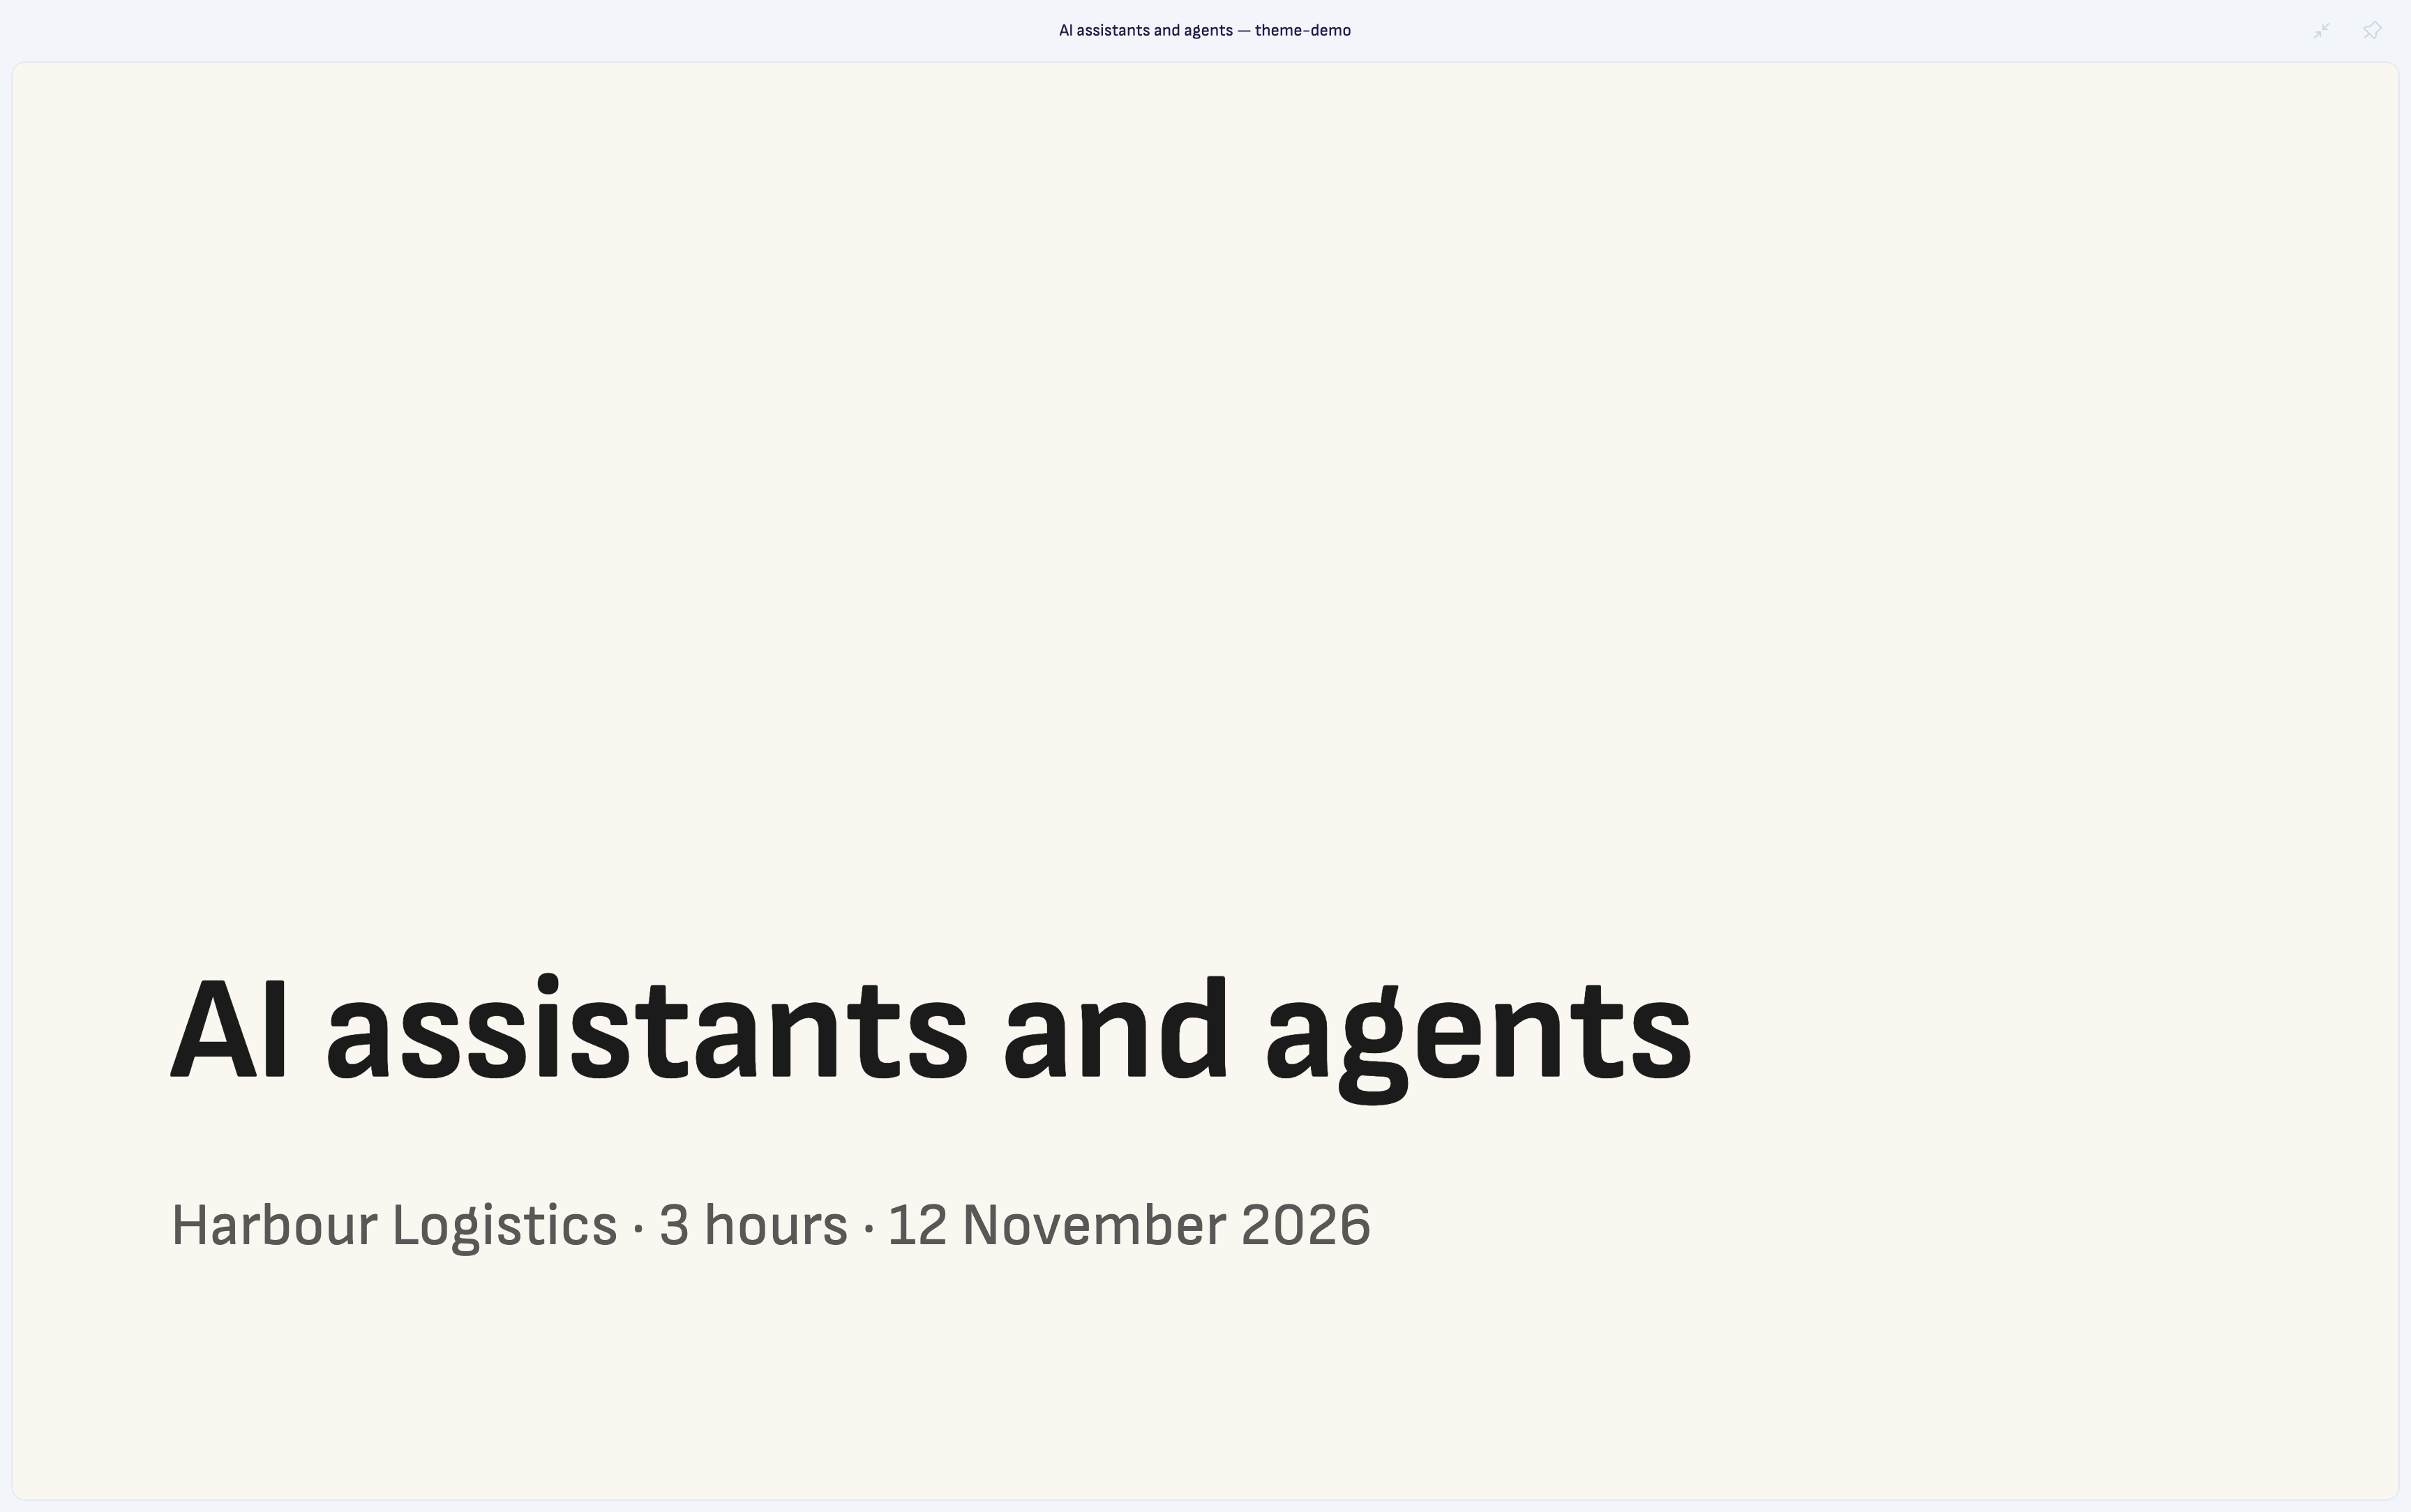 AI assistants and agents — theme-demo
AI assistants and agents
Harbour Logistics · 3 hours · 12 November 2026